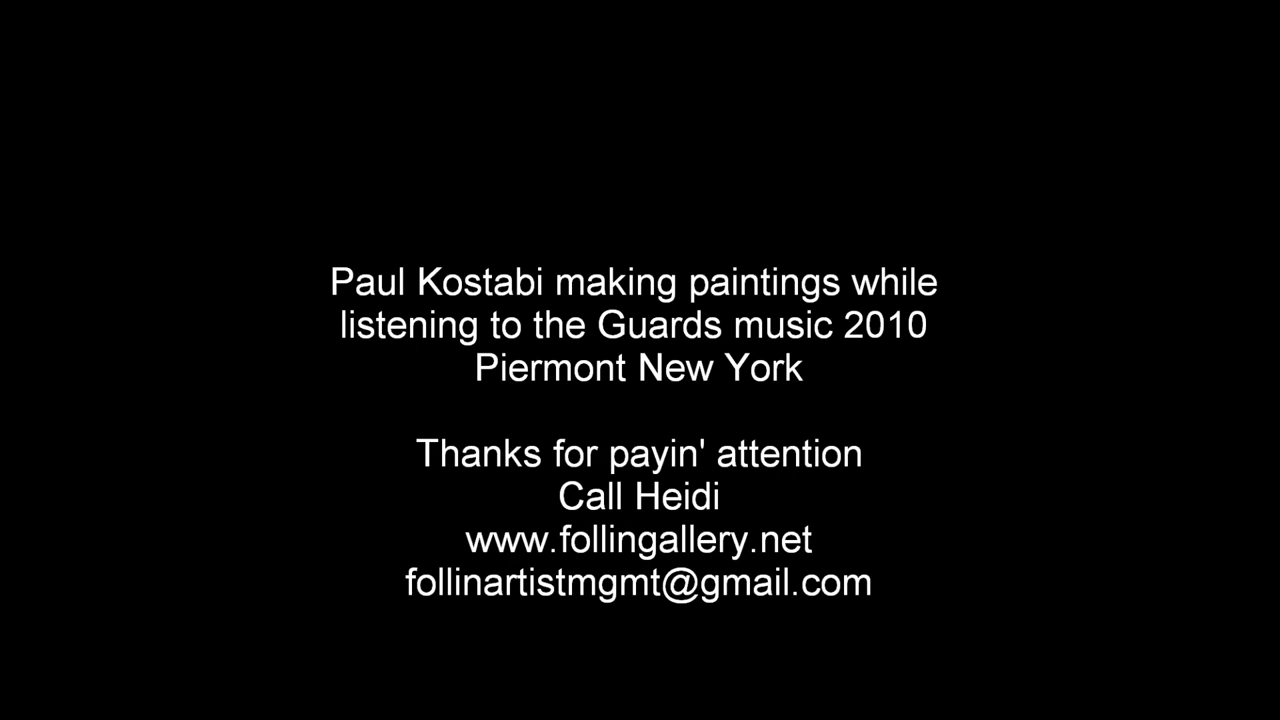 Paul Kostabi making paintings while
listening to the Guards music 2010
Piermont New York
Thanks for payin' attention
Call Heidi
www.follingallery.net
follinartistmgmt@gmail.com